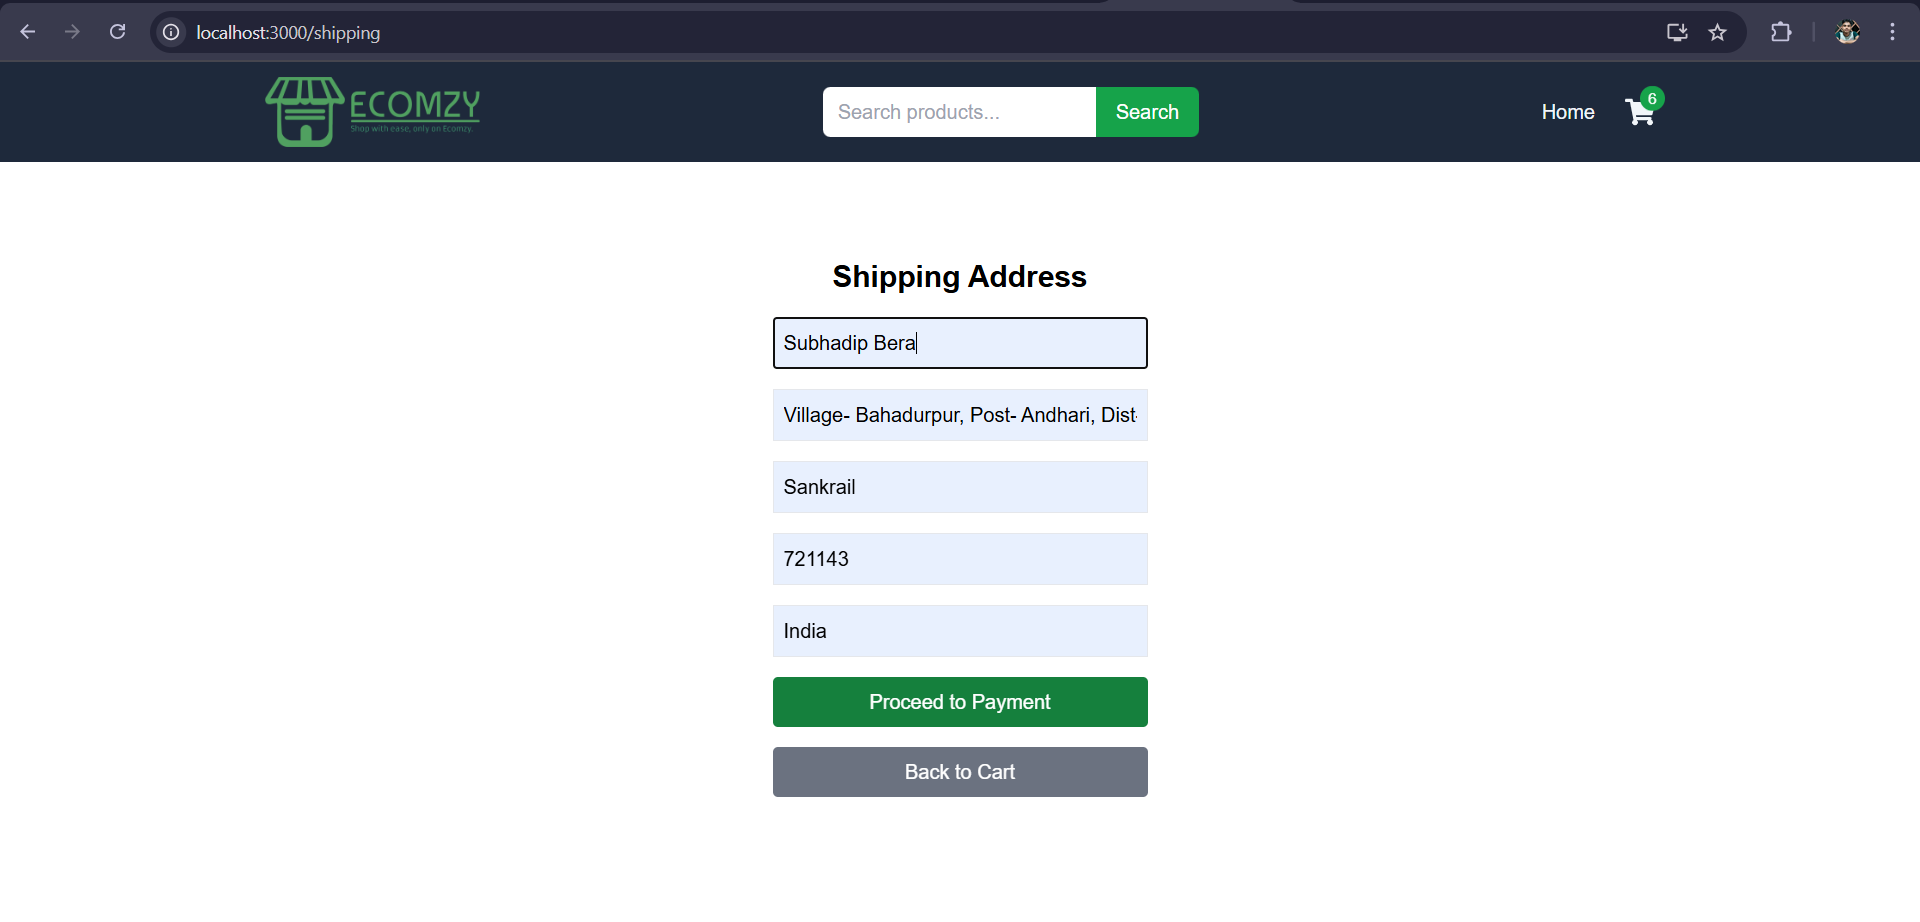 localhost:3000/shipping
ECOMZY
Shop with ease, only on Ecomzy.
Search products...
Search
Home
6
Shipping Address
Subhadip Bera
Village- Bahadurpur, Post- Andhari, Dist-
Sankrail
721143
India
Proceed to Payment
Back to Cart